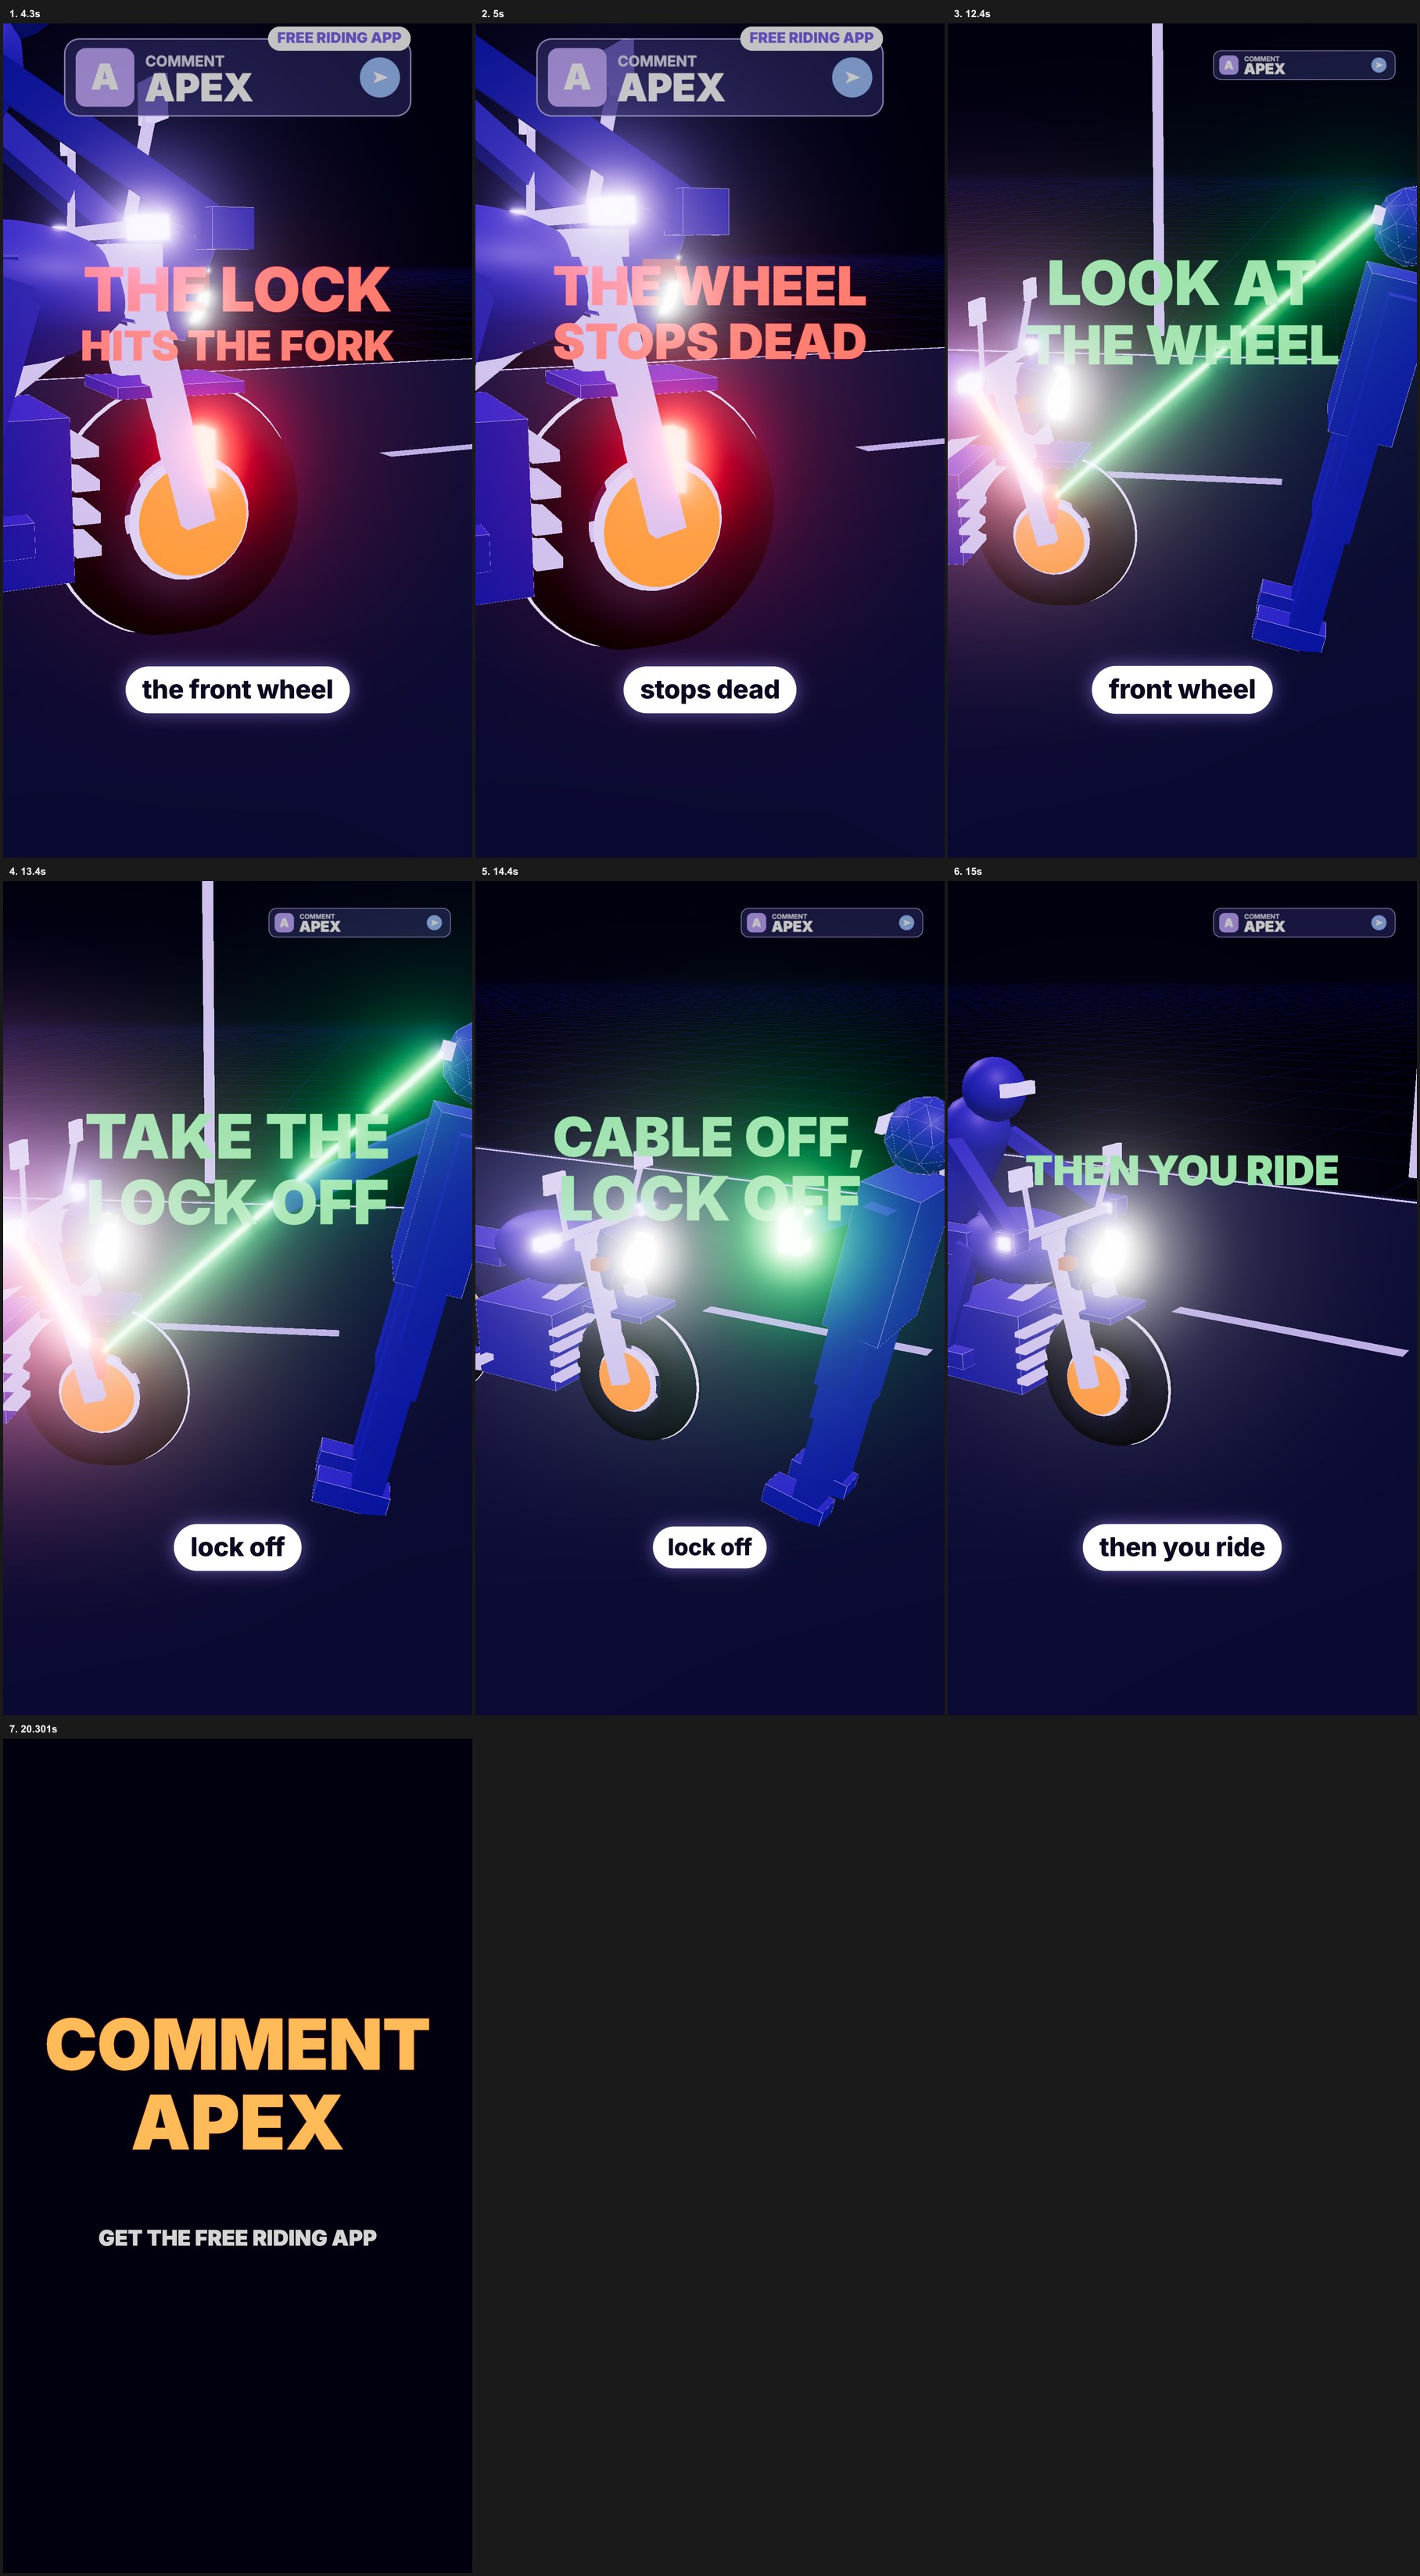 1. 4.3s
FREE RIDING APP
A
COMMENT
APEX
THE LOCK
HITS THE FORK
the front wheel
2. 5s
FREE RIDING APP
A
COMMENT
APEX
THE WHEEL
STOPS DEAD
stops dead
3. 12.4s
A
COMMENT
APEX
LOOK AT
THE WHEEL
front wheel
4. 13.4s
A
COMMENT
APEX
TAKE THE
LOCK OFF
lock off
5. 14.4s
A
COMMENT
APEX
CABLE OFF,
LOCK OFF
lock off
6. 15s
A
COMMENT
APEX
THEN YOU RIDE
then you ride
7. 20.301s
COMMENT
APEX
GET THE FREE RIDING APP